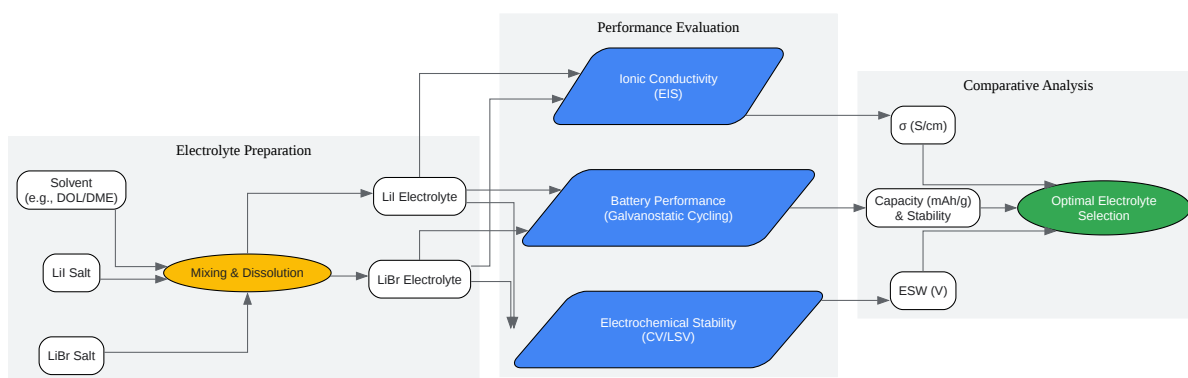 Performance Evaluation
Ionic Conductivity
(EIS)
Comparative Analysis
σ (S/cm)
Electrolyte Preparation
Solvent
(e.g., DOL/DME)
LiI Electrolyte
Battery Performance
(Galvanostatic Cycling)
Capacity (mAh/g)
& Stability
Optimal Electrolyte
Selection
LiI Salt
Mixing & Dissolution
LiBr Electrolyte
ESW (V)
Electrochemical Stability
(CV/LSV)
LiBr Salt